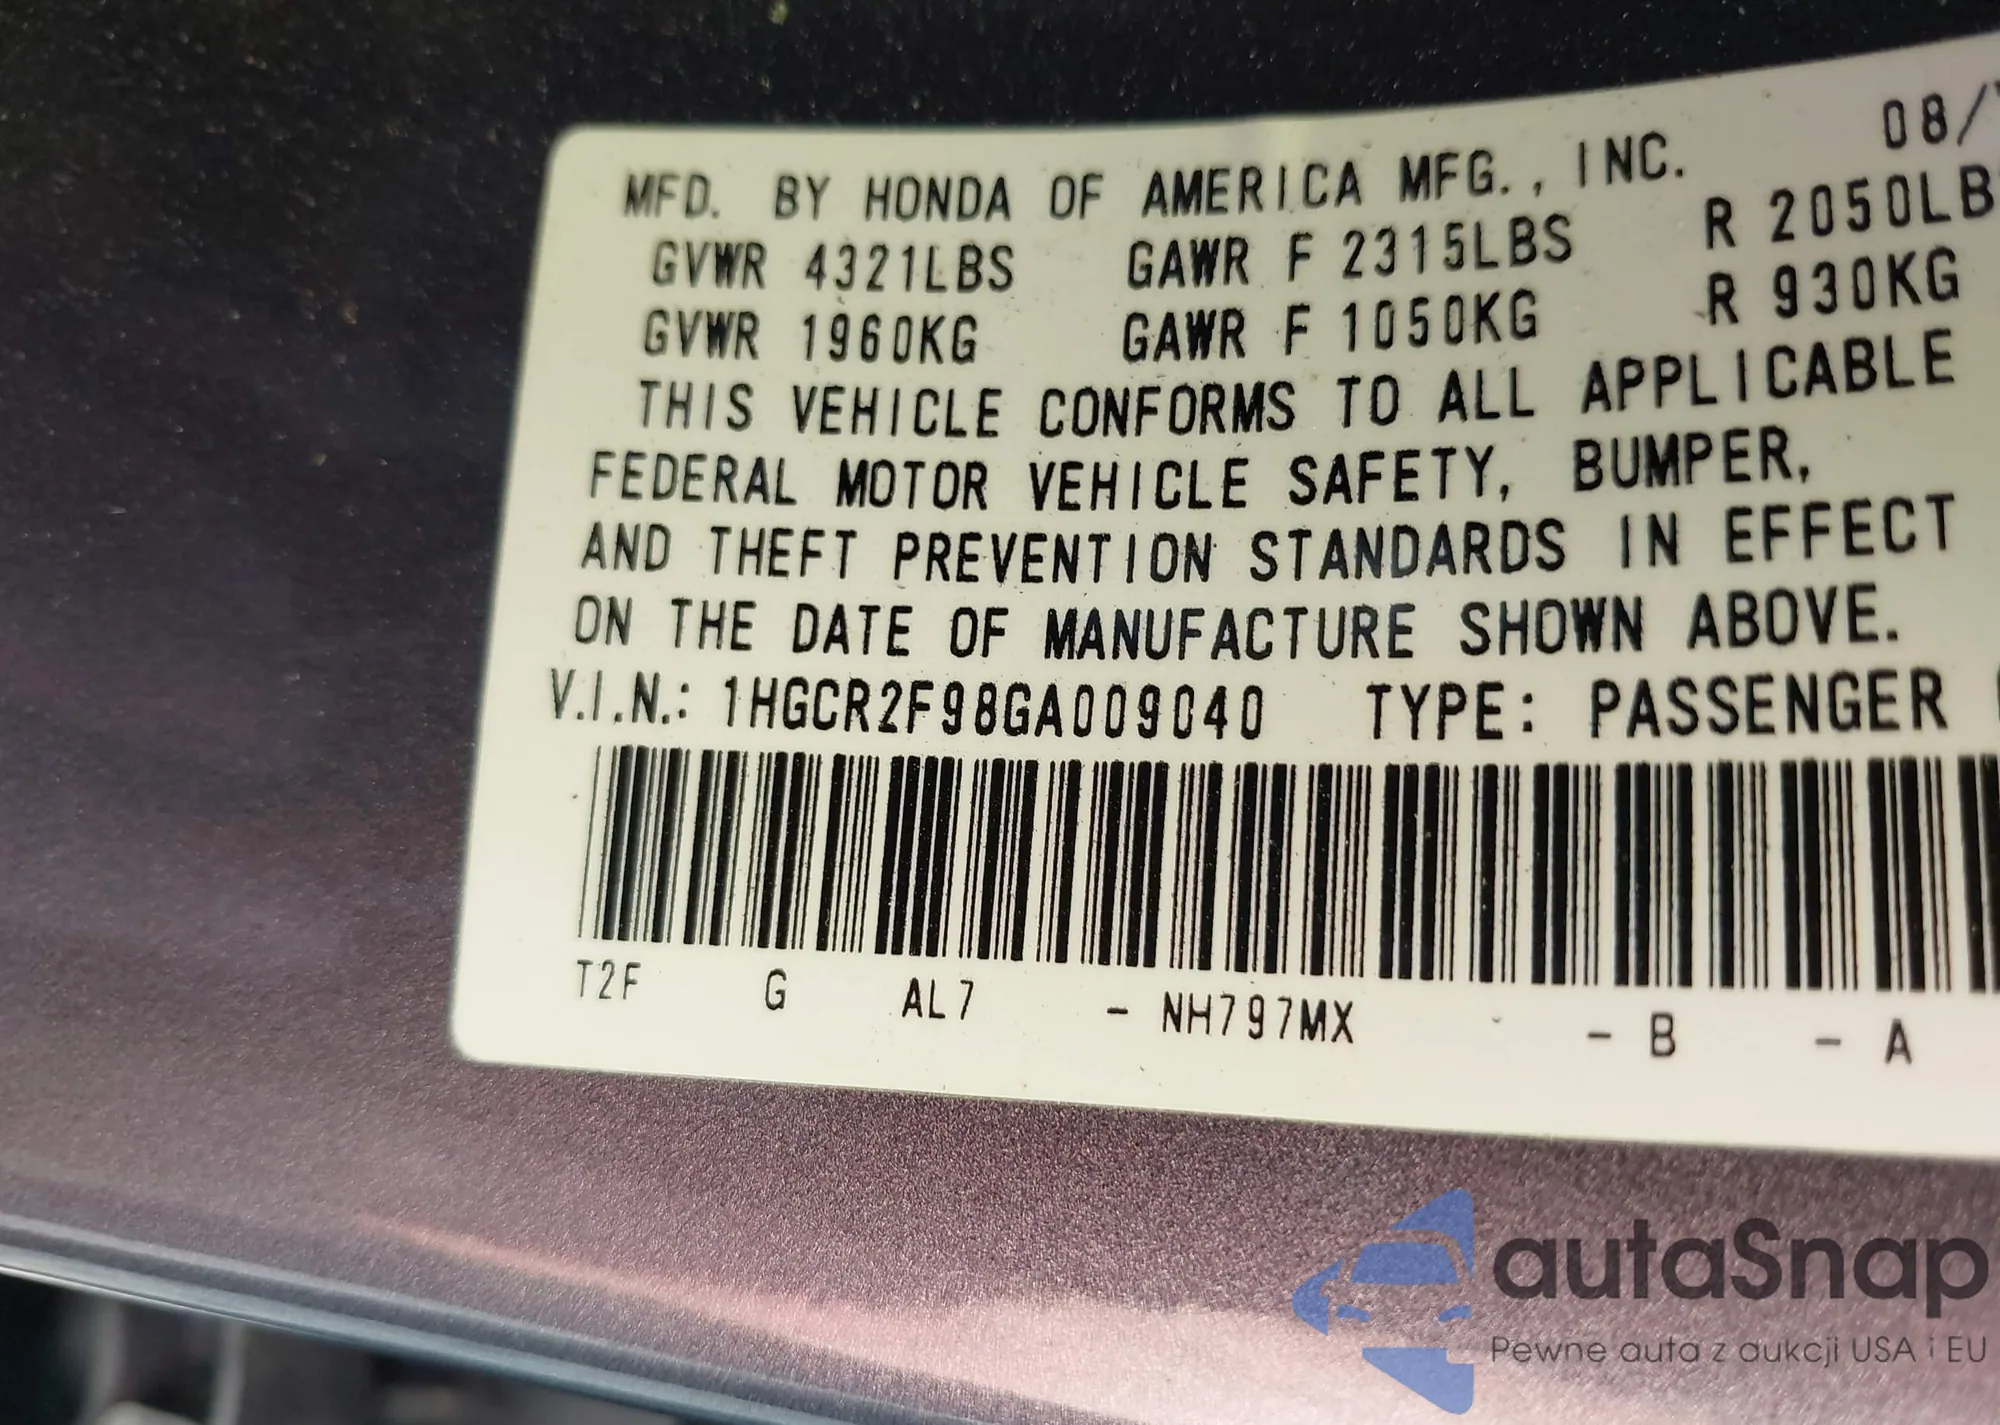 08/
MFD. BY HONDA OF AMERICA MFG., INC.
GVWR 4321LBS GAWR F 2315LBS R 2050LB
GVWR 1960KG GAWR F 1050KG R 930KG
THIS VEHICLE CONFORMS TO ALL APPLICABLE
FEDERAL MOTOR VEHICLE SAFETY, BUMPER,
AND THEFT PREVENTION STANDARDS IN EFFECT
ON THE DATE OF MANUFACTURE SHOWN ABOVE.
V.I.N.: 1HGCR2F98GA009040 TYPE: PASSENGER
T2F G AL7 - NH797MX - B - A
autaSnap
Pewne auta z aukcji USA i EU